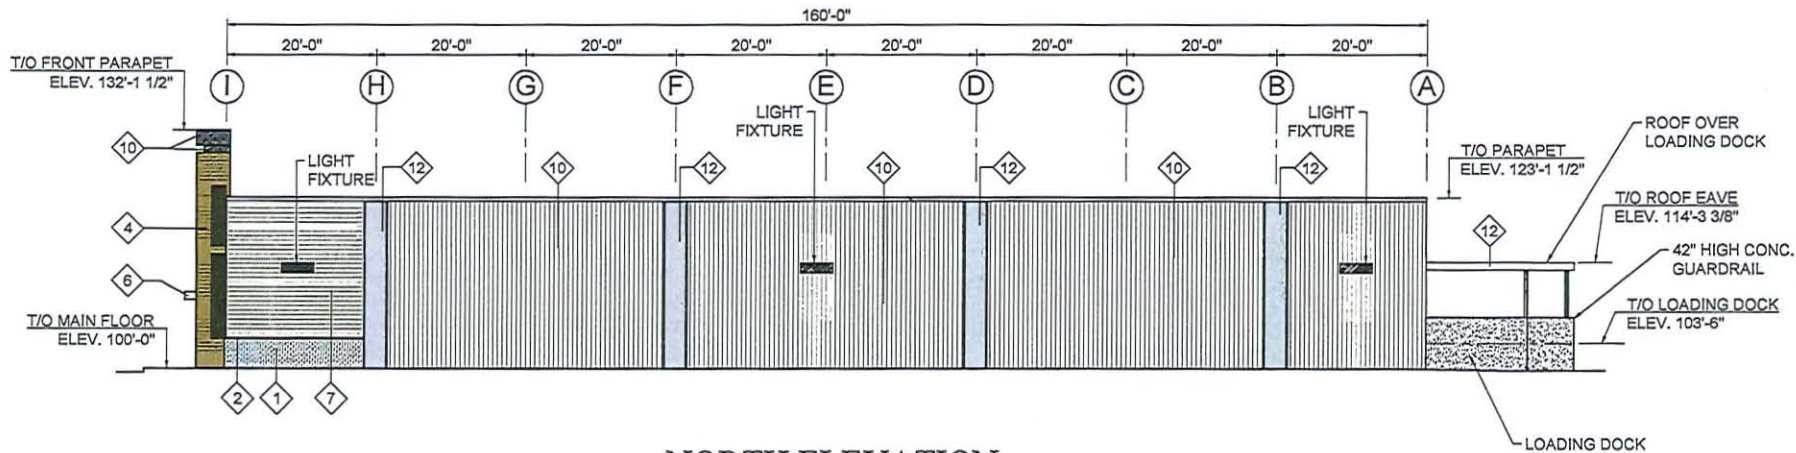 160'-0"
20'-0" 20'-0" 20'-0" 20'-0" 20'-0" 20'-0" 20'-0" 20'-0"
T/O FRONT PARAPET
ELEV. 132'-1 1/2"
I H G F E D C B A
LIGHT
FIXTURE
LIGHT
FIXTURE
ROOF OVER
LOADING DOCK
10
T/O PARAPET
ELEV. 123'-1 1/2"
LIGHT
FIXTURE
12 10 12 10 12 10 12
T/O ROOF EAVE
ELEV. 114'-3 3/8"
4
12
42" HIGH CONC.
GUARDRAIL
6
T/O MAIN FLOOR
ELEV. 100'-0"
T/O LOADING DOCK
ELEV. 103'-6"
2 1 7
LOADING DOCK
NORTH ELEVATION